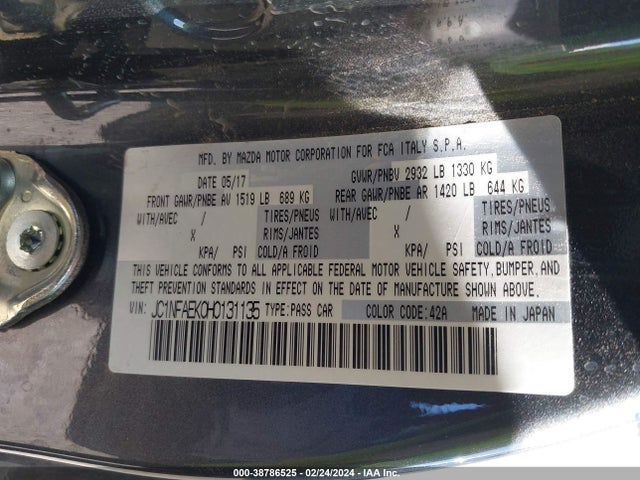 MFD. BY MAZDA MOTOR CORPORATION FOR FCA ITALY S.P.A.
DATE 05/17 GVWR/PNBV 2932 LB 1330 KG
FRONT GAWR/PNBE AV 1519 LB 689 KG REAR GAWR/PNBE AR 1420 LB 644 KG
WITH/AVEC / TIRES/PNEUS WITH/AVEC / TIRES/PNEUS
X RIMS/JANTES X RIMS/JANTES
KPA/ PSI COLD/A FROID KPA/ PSI COLD/A FROID
THIS VEHICLE CONFORMS TO ALL APPLICABLE FEDERAL MOTOR VEHICLE SAFETY, BUMPER, AND
THEFT PREVENTION STANDARDS IN EFFECT ON THE DATE OF MANUFACTURE SHOWN ABOVE.
VIN: JC1NFAEK0H0131135 TYPE:PASS CAR COLOR CODE:42A MADE IN JAPAN
000-38786525 - 02/24/2024 - IAA Inc.